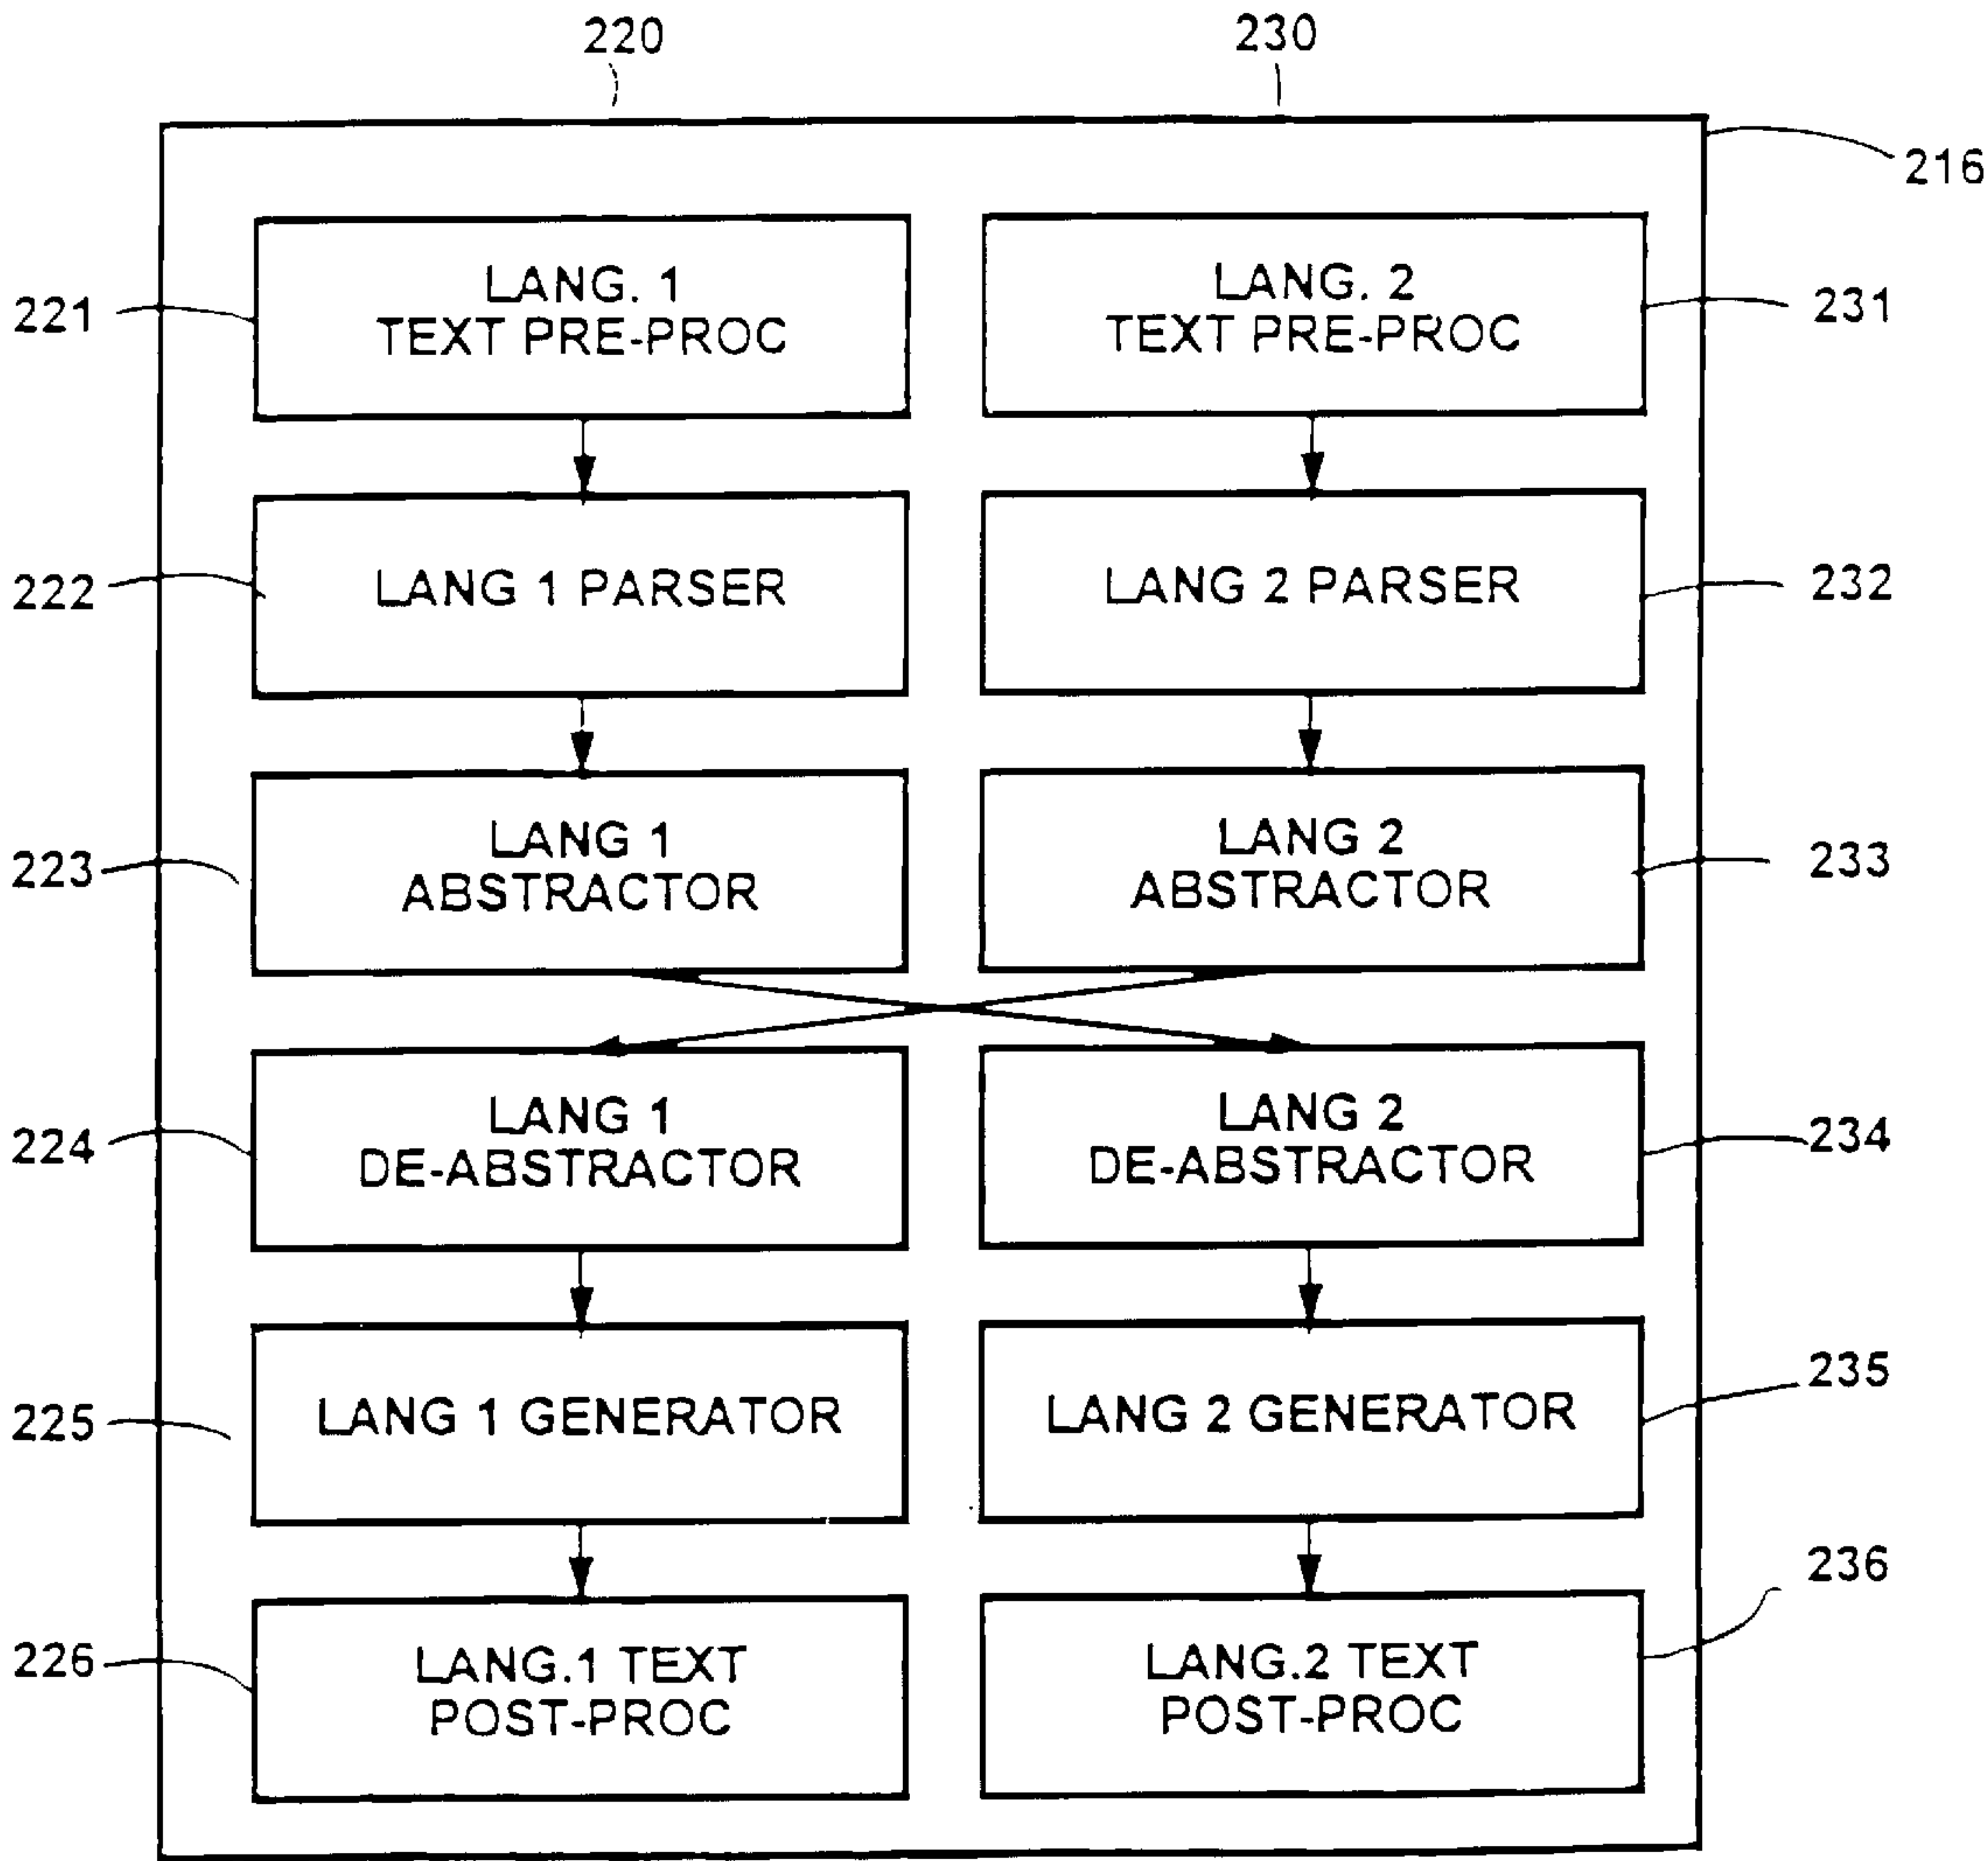 220
230
216
221
LANG. 1
TEXT PRE-PROC
LANG. 2
TEXT PRE-PROC
231
222
LANG 1 PARSER
LANG 2 PARSER
232
223
LANG 1
ABSTRACTOR
LANG 2
ABSTRACTOR
233
224
LANG 1
DE-ABSTRACTOR
LANG 2
DE-ABSTRACTOR
234
225
LANG 1 GENERATOR
LANG 2 GENERATOR
235
226
LANG.1 TEXT
POST-PROC
LANG.2 TEXT
POST-PROC
236